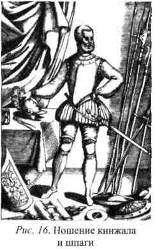 Рис. 16. Ношение кинжала
и шпаги